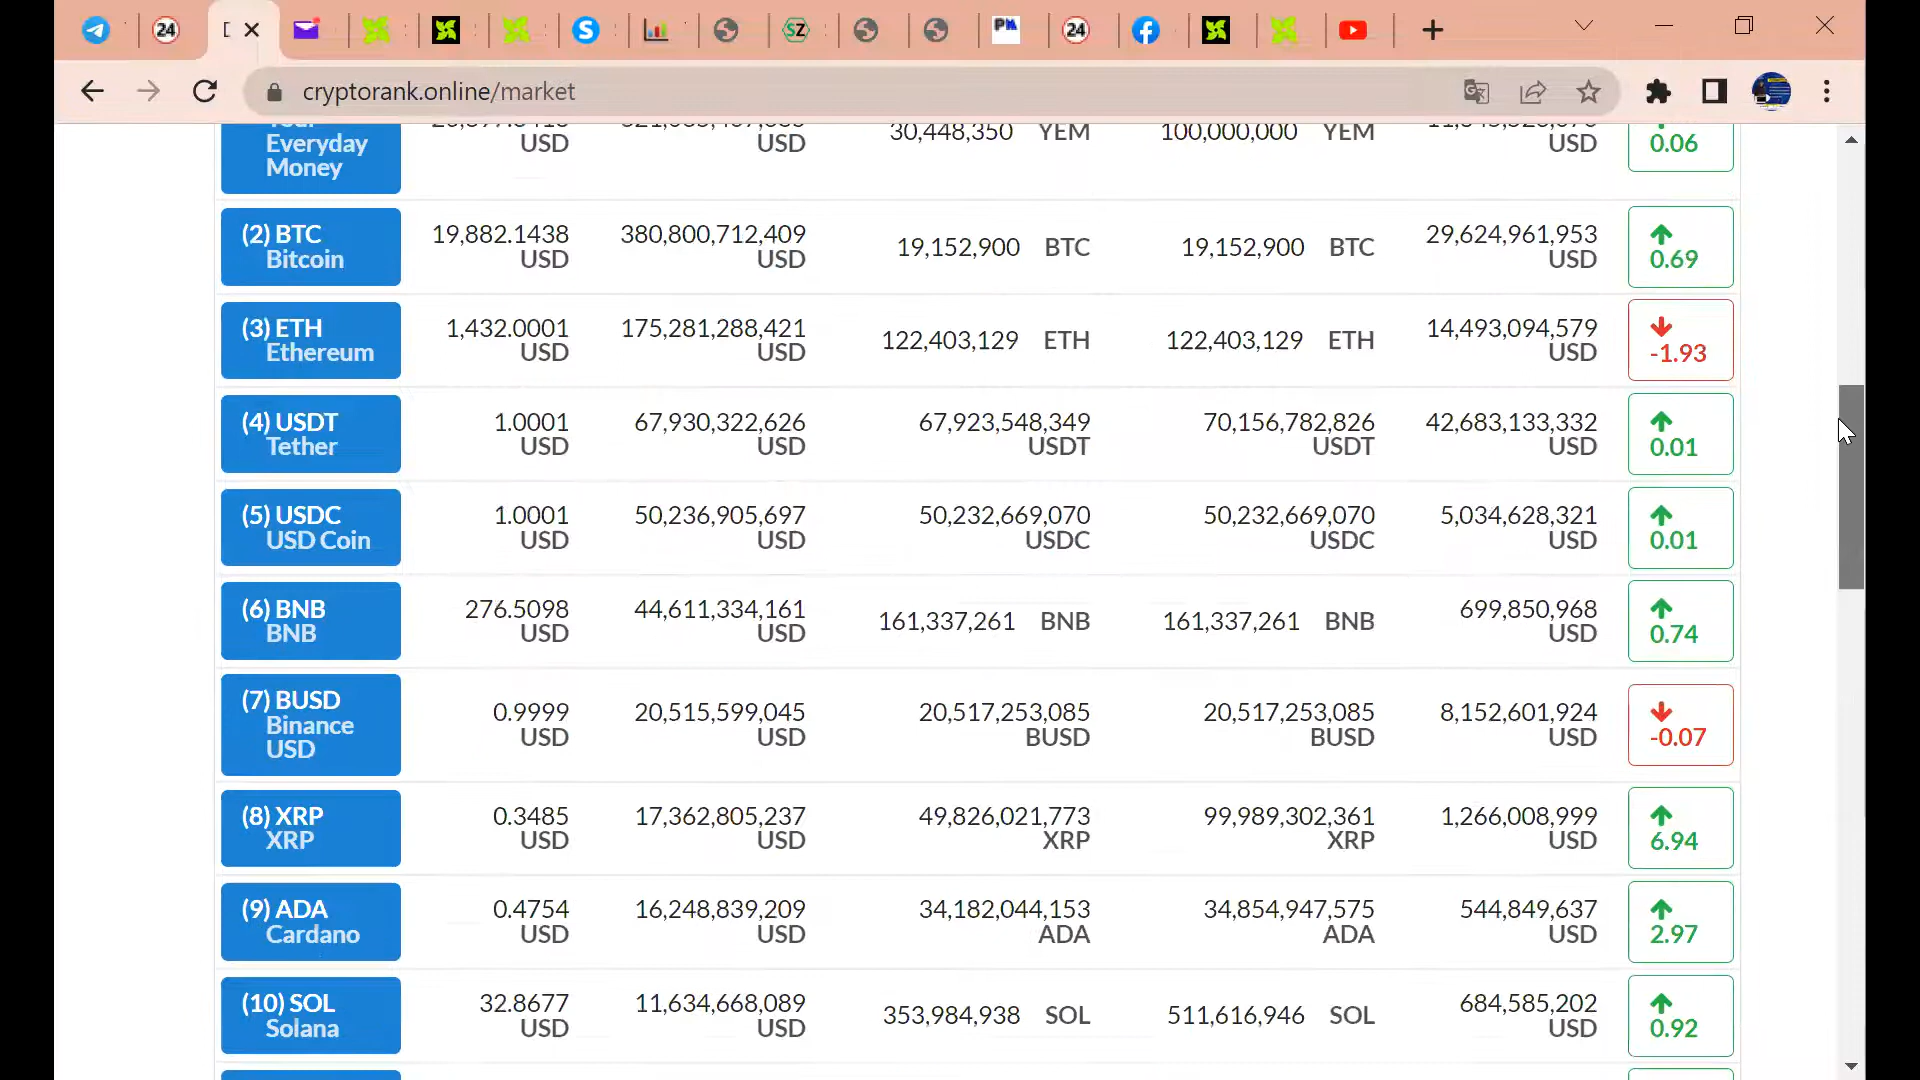 24
SZ
PM
24
cryptorank.online/market
Everyday
Money
USD
USD
30,448,350 YEM
100,000,000 YEM
USD
0.06
(2) BTC
Bitcoin
19,882.1438
USD
380,800,712,409
USD
19,152,900 BTC
19,152,900 BTC
29,624,961,953
USD
0.69
(3) ETH
Ethereum
1,432.0001
USD
175,281,288,421
USD
122,403,129 ETH
122,403,129 ETH
14,493,094,579
USD
-1.93
(4) USDT
Tether
1.0001
USD
67,930,322,626
USD
67,923,548,349
USDT
70,156,782,826
USDT
42,683,133,332
USD
0.01
(5) USDC
USD Coin
1.0001
USD
50,236,905,697
USD
50,232,669,070
USDC
50,232,669,070
USDC
5,034,628,321
USD
0.01
(6) BNB
BNB
276.5098
USD
44,611,334,161
USD
161,337,261 BNB
161,337,261 BNB
699,850,968
USD
0.74
(7) BUSD
Binance
USD
0.9999
USD
20,515,599,045
USD
20,517,253,085
BUSD
20,517,253,085
BUSD
8,152,601,924
USD
-0.07
(8) XRP
XRP
0.3485
USD
17,362,805,237
USD
49,826,021,773
XRP
99,989,302,361
XRP
1,266,008,999
USD
6.94
(9) ADA
Cardano
0.4754
USD
16,248,839,209
USD
34,182,044,153
ADA
34,854,947,575
ADA
544,849,637
USD
2.97
(10) SOL
Solana
32.8677
USD
11,634,668,089
USD
353,984,938 SOL
511,616,946 SOL
684,585,202
USD
0.92